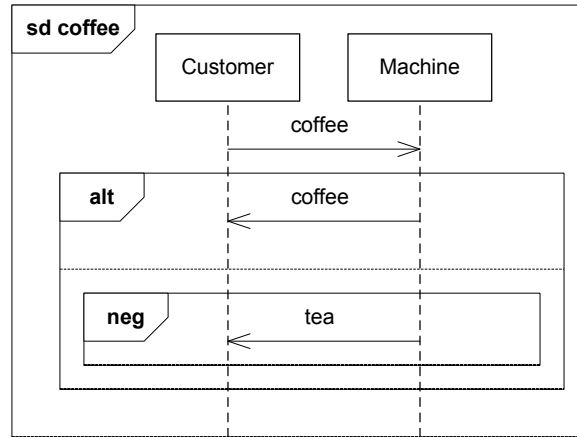 sd coffee
Customer
Machine
coffee
alt
coffee
neg
tea